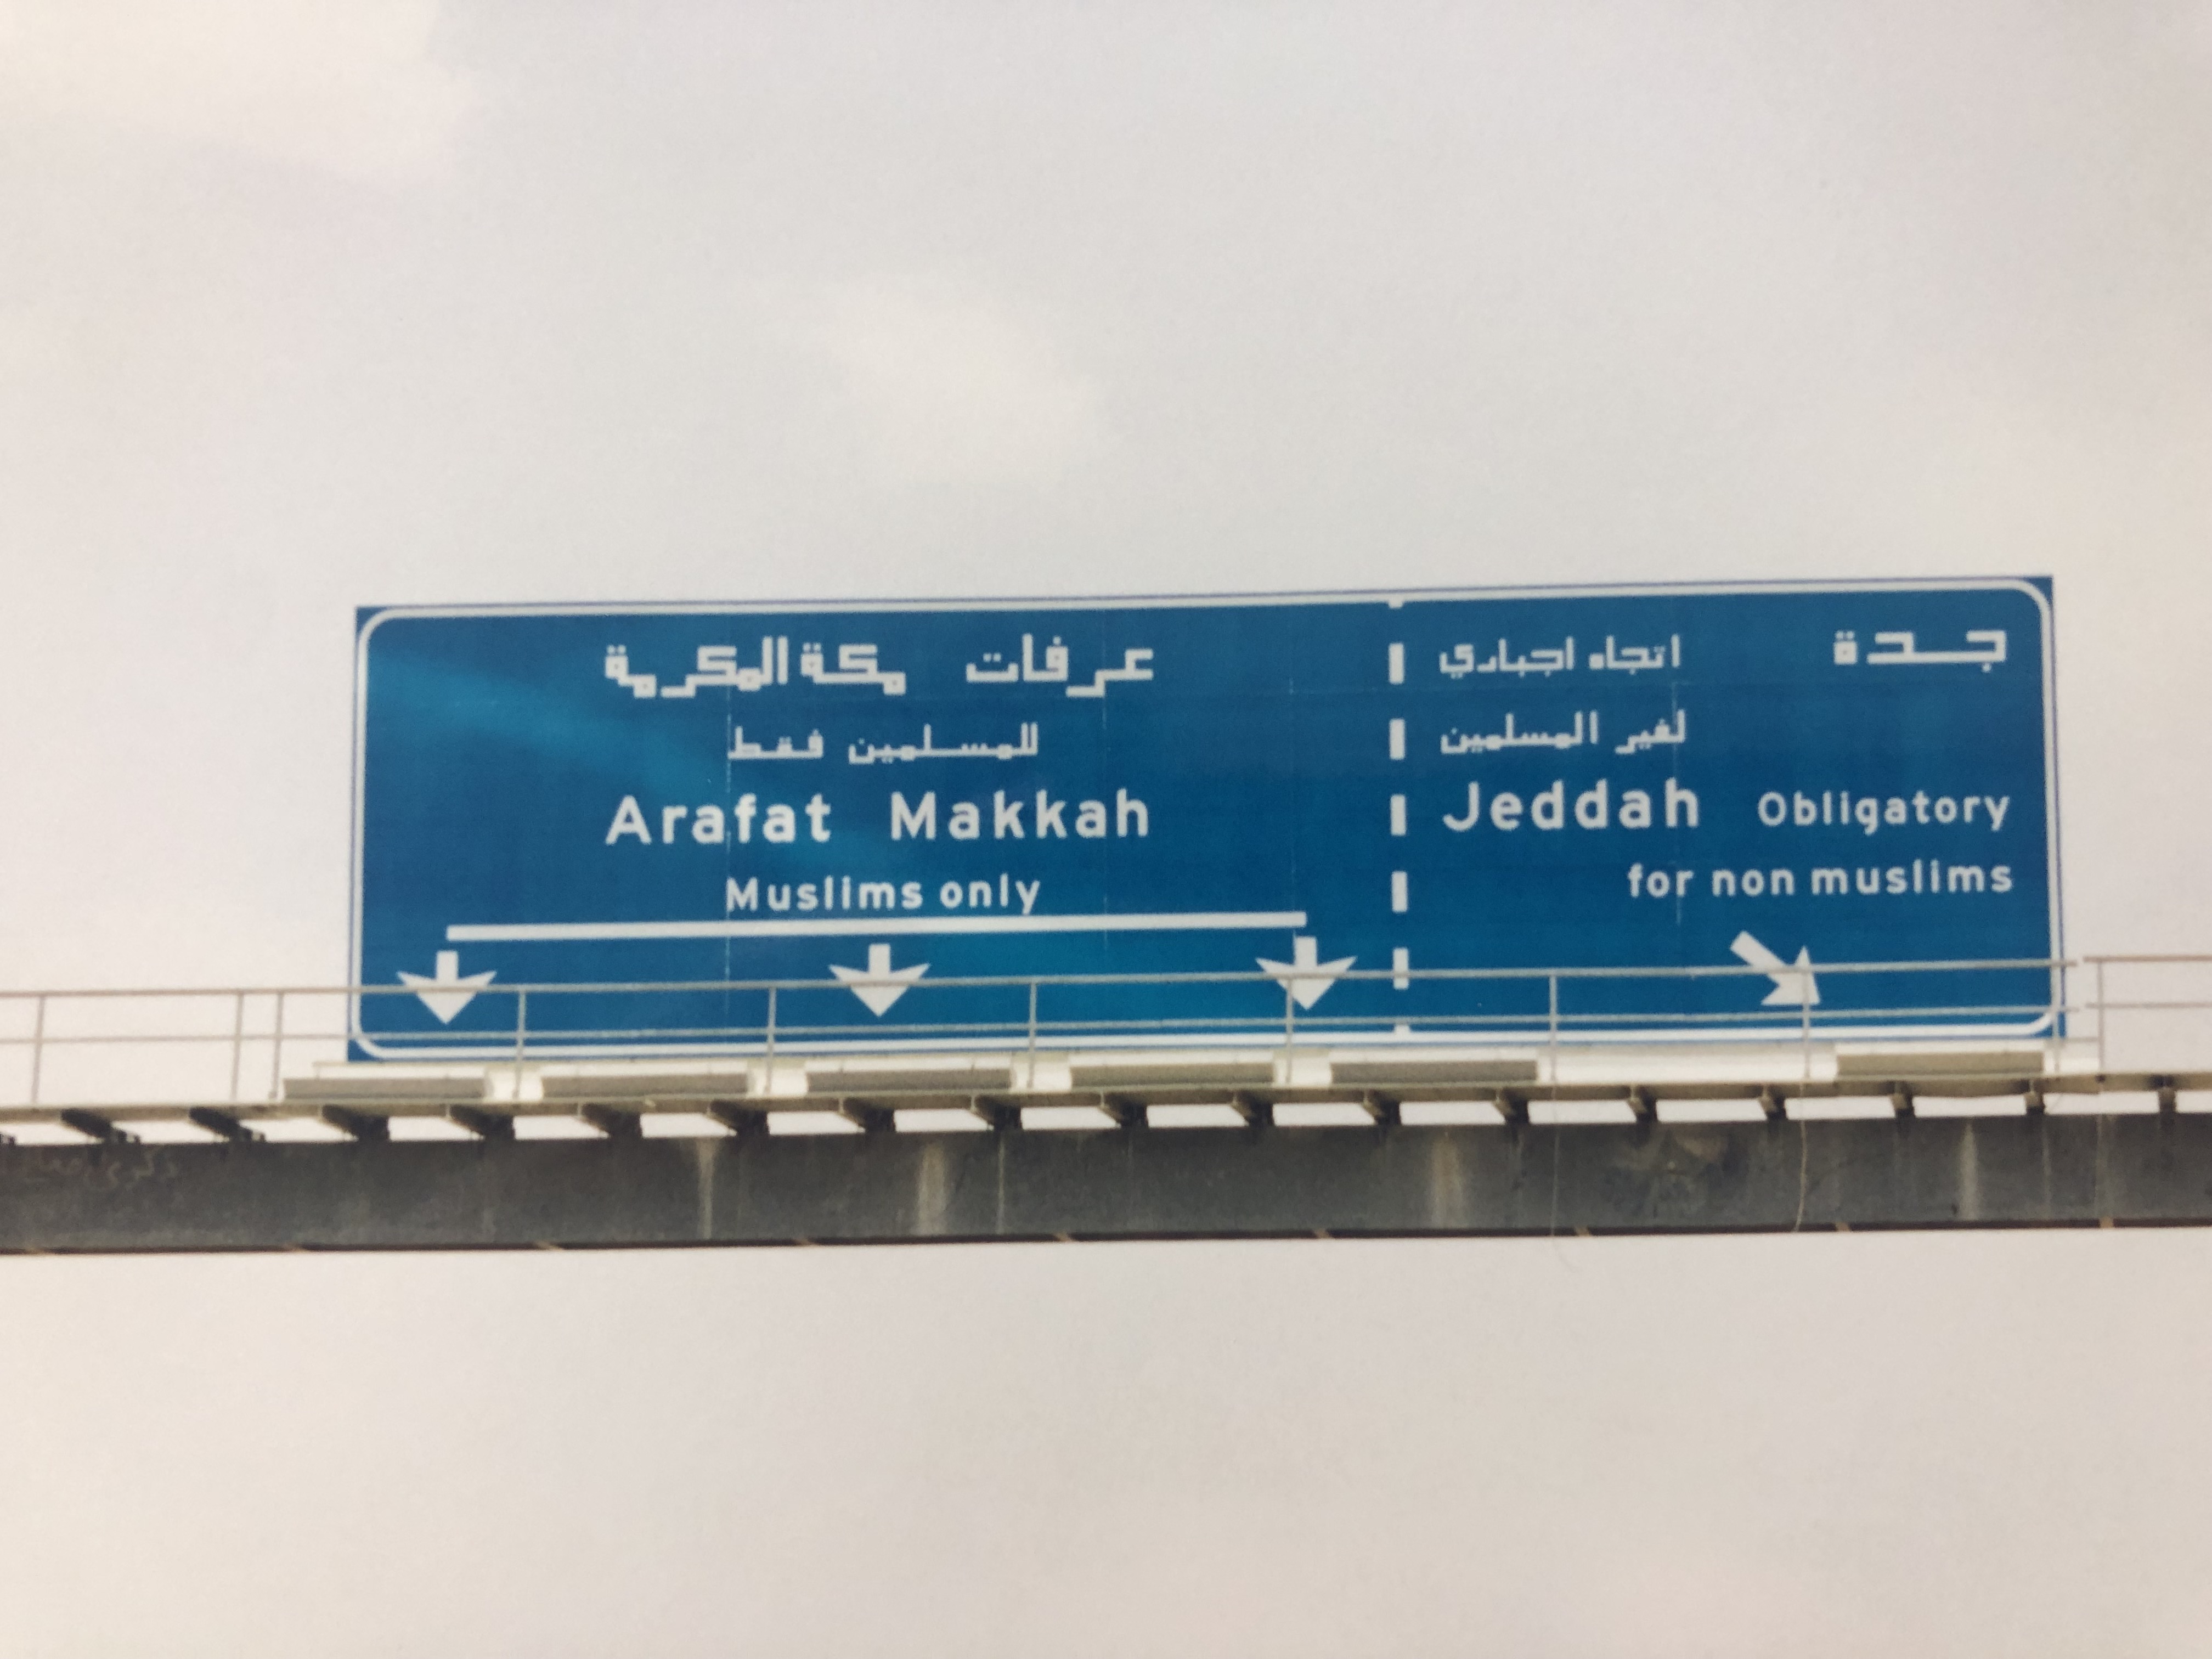 عرفات مكة المكرمة
للمسلمين فقط
Arafat Makkah
Muslims only
جدة اتجاه اجباري
لغير المسلمين
Jeddah Obligatory
for non muslims